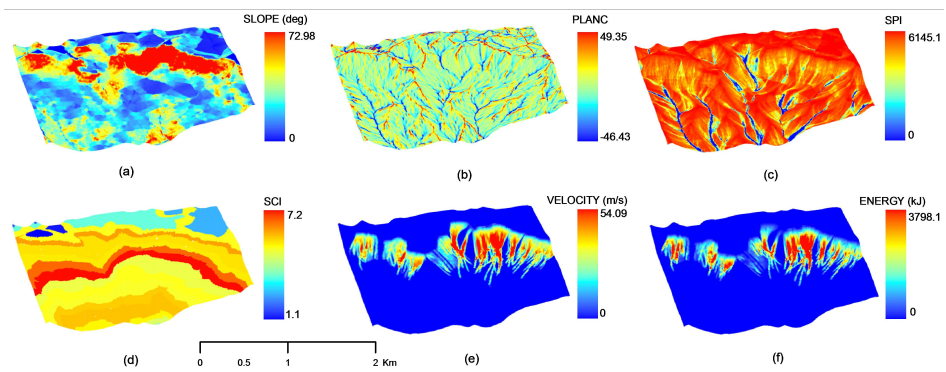 SLOPE (deg)
72.98
0
(a)
PLANC
49.35
-46.43
(b)
SPI
6145.1
0
(c)
SCI
7.2
1.1
(d)
VELOCITY (m/s)
54.09
0
(e)
ENERGY (kJ)
3798.1
0
(f)
0 0.5 1 2 Km